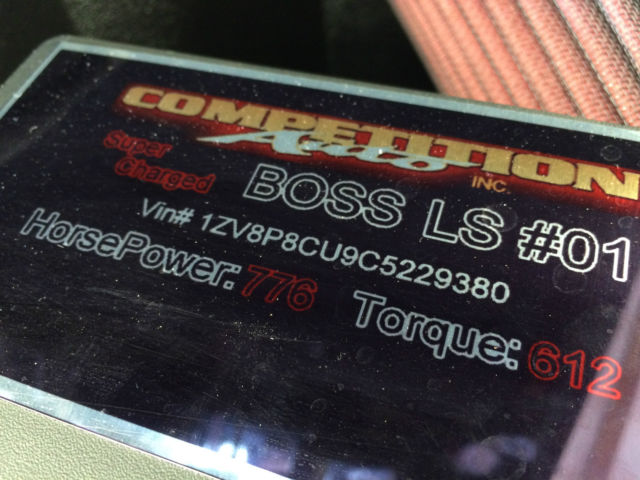 COMPETITION
Auto
INC.
Super
Charged
BOSS LS #01
Vin# 1ZV8P8CU9C5229380
HorsePower: 776
Torque: 612